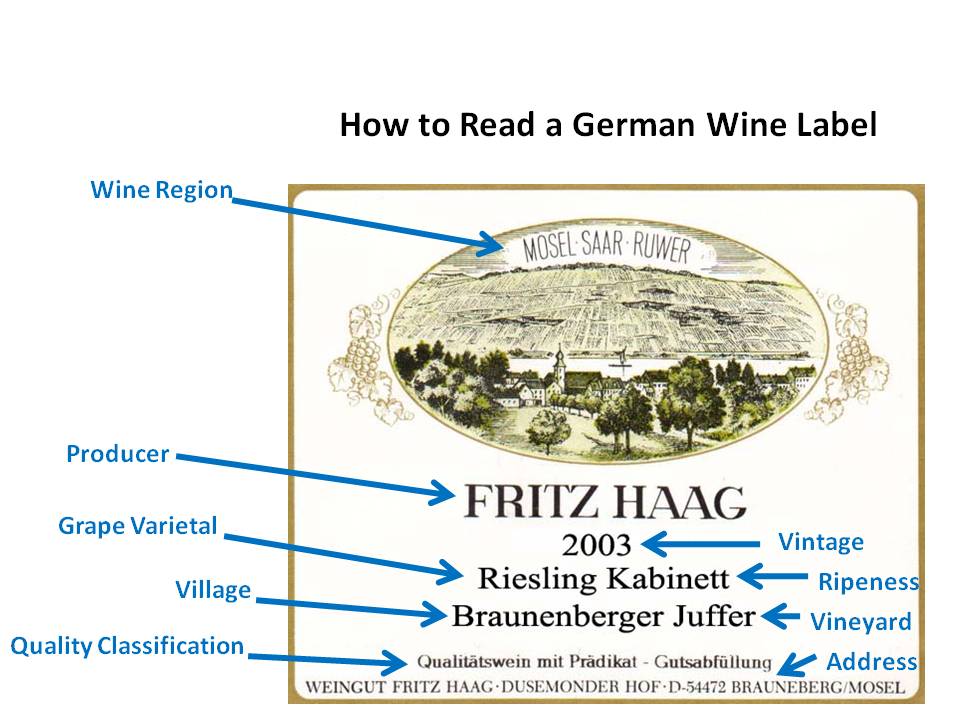 How to Read a German Wine Label
Wine Region
MOSEL·SAAR·RUWER
Producer
FRITZ HAAG
Grape Varietal
2003
Vintage
Riesling Kabinett
Ripeness
Village
Braunenberger Juffer
Vineyard
Quality Classification
Qualitätswein mit Prädikat - Gutsabfüllung
Address
WEINGUT FRITZ HAAG·DUSEMONDER HOF·D-54472 BRAUNEBERG/MOSEL